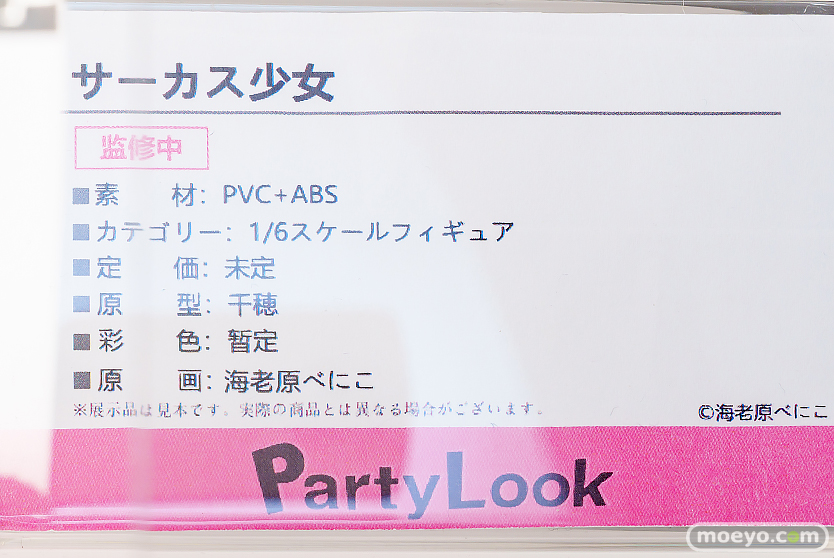 サーカス少女
監修中
■素　材：PVC+ABS
■カテゴリー：1/6スケールフィギュア
■定　価：未定
■原　型：千穂
■彩　色：暫定
■原　画：海老原べにこ
※展示品は見本です。実際の商品とは異なる場合がございます。
©海老原べにこ
PartyLook
moeyo.com